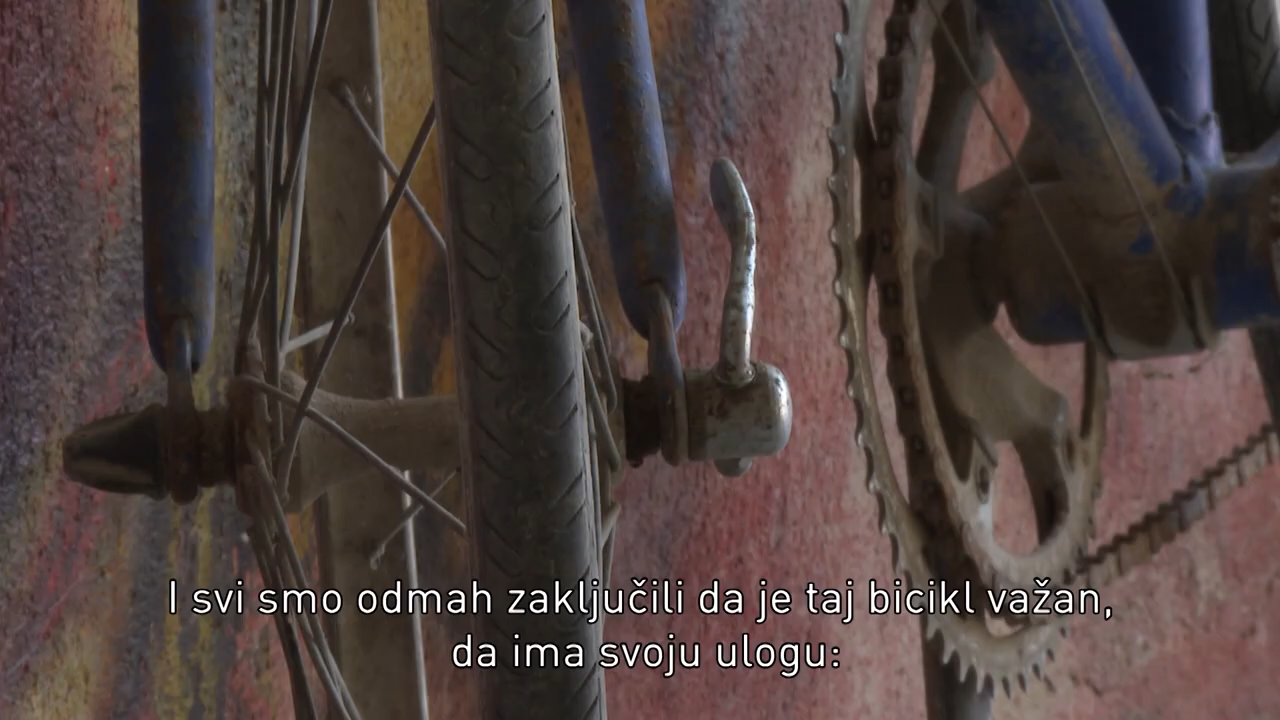 I svi smo odmah zaključili da je taj bicikl važan,
da ima svoju ulogu: